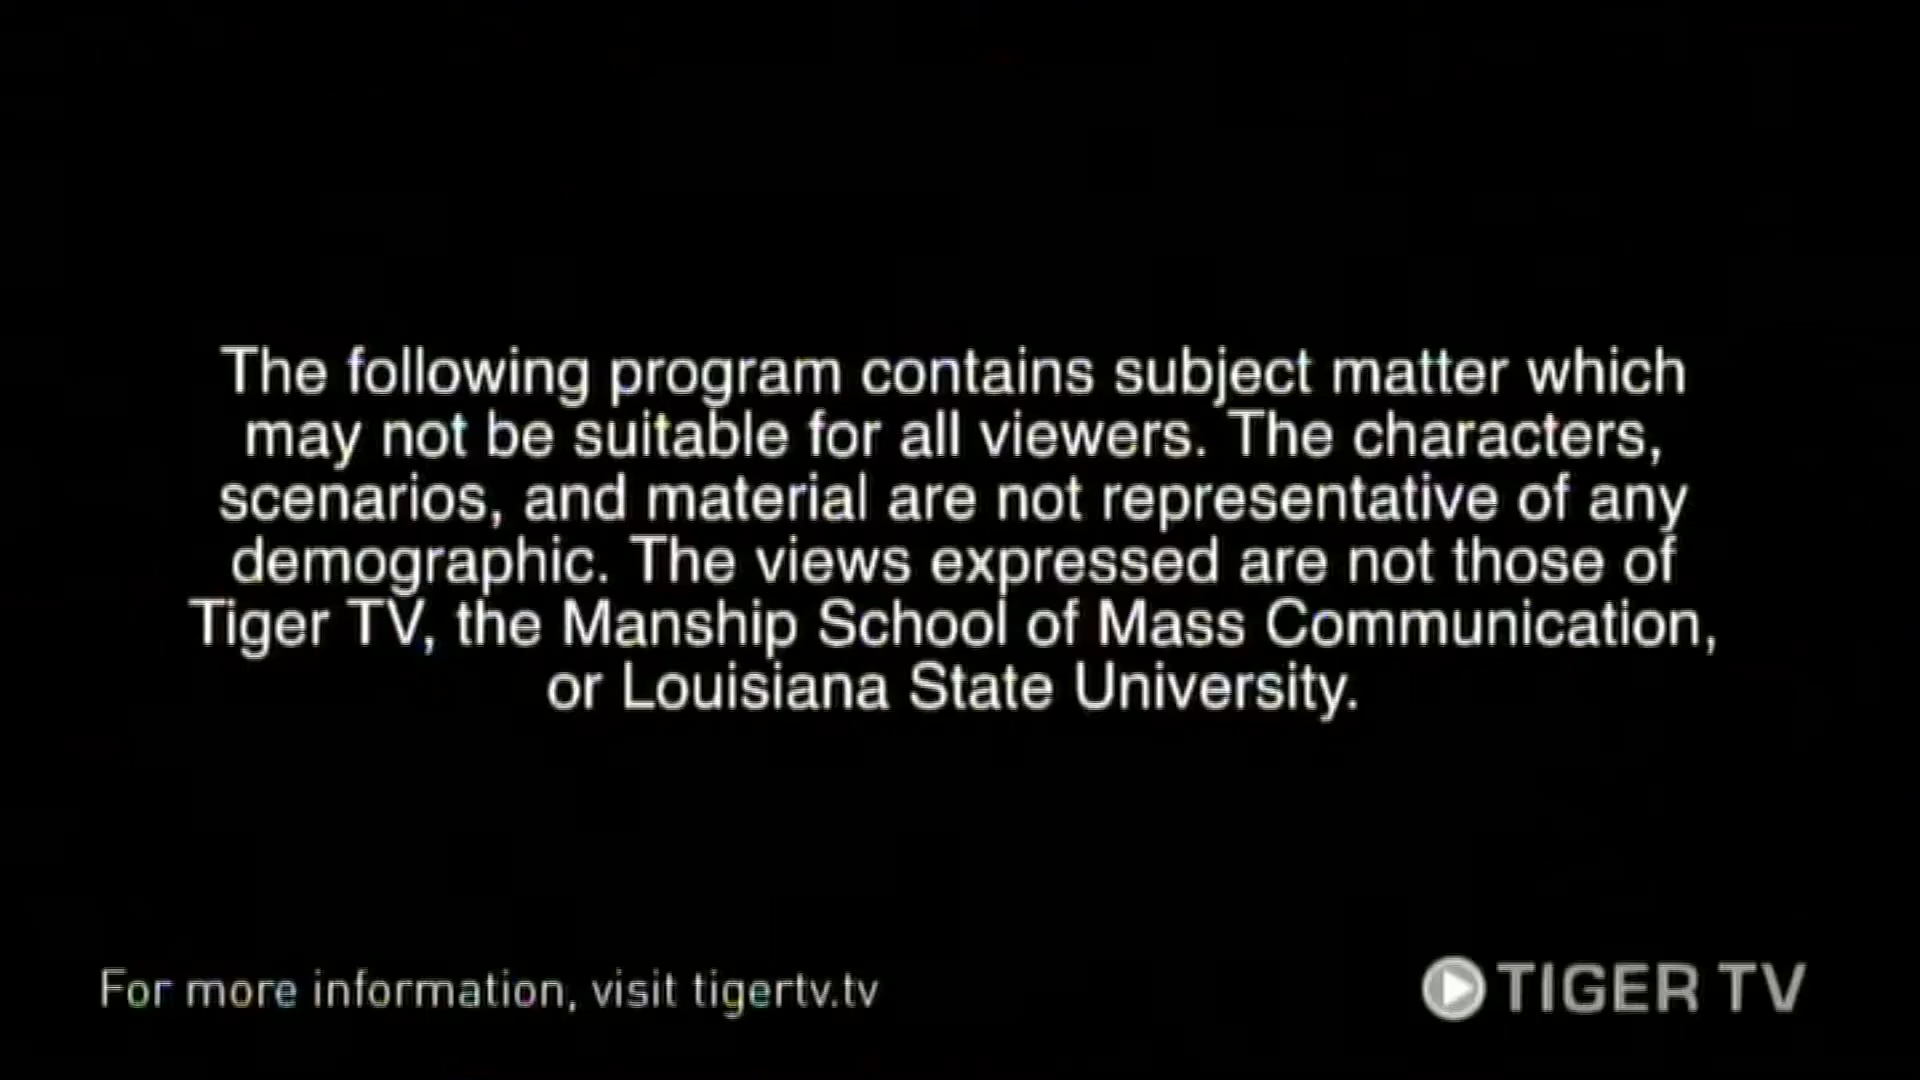 The following program contains subject matter which
may not be suitable for all viewers. The characters,
scenarios, and material are not representative of any
demographic. The views expressed are not those of
Tiger TV, the Manship School of Mass Communication,
or Louisiana State University.
For more information, visit tigertv.tv
TIGER TV